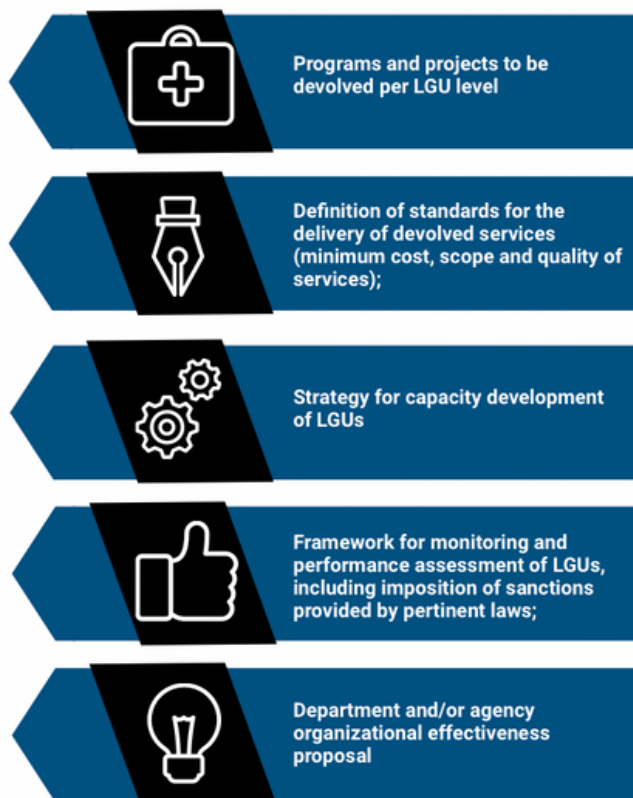 Programs and projects to be
devolved per LGU level
Definition of standards for the
delivery of devolved services
(minimum cost, scope and quality of
services);
Strategy for capacity development
of LGUs
Framework for monitoring and
performance assessment of LGUs,
including imposition of sanctions
provided by pertinent laws;
Department and/or agency
organizational effectiveness
proposal